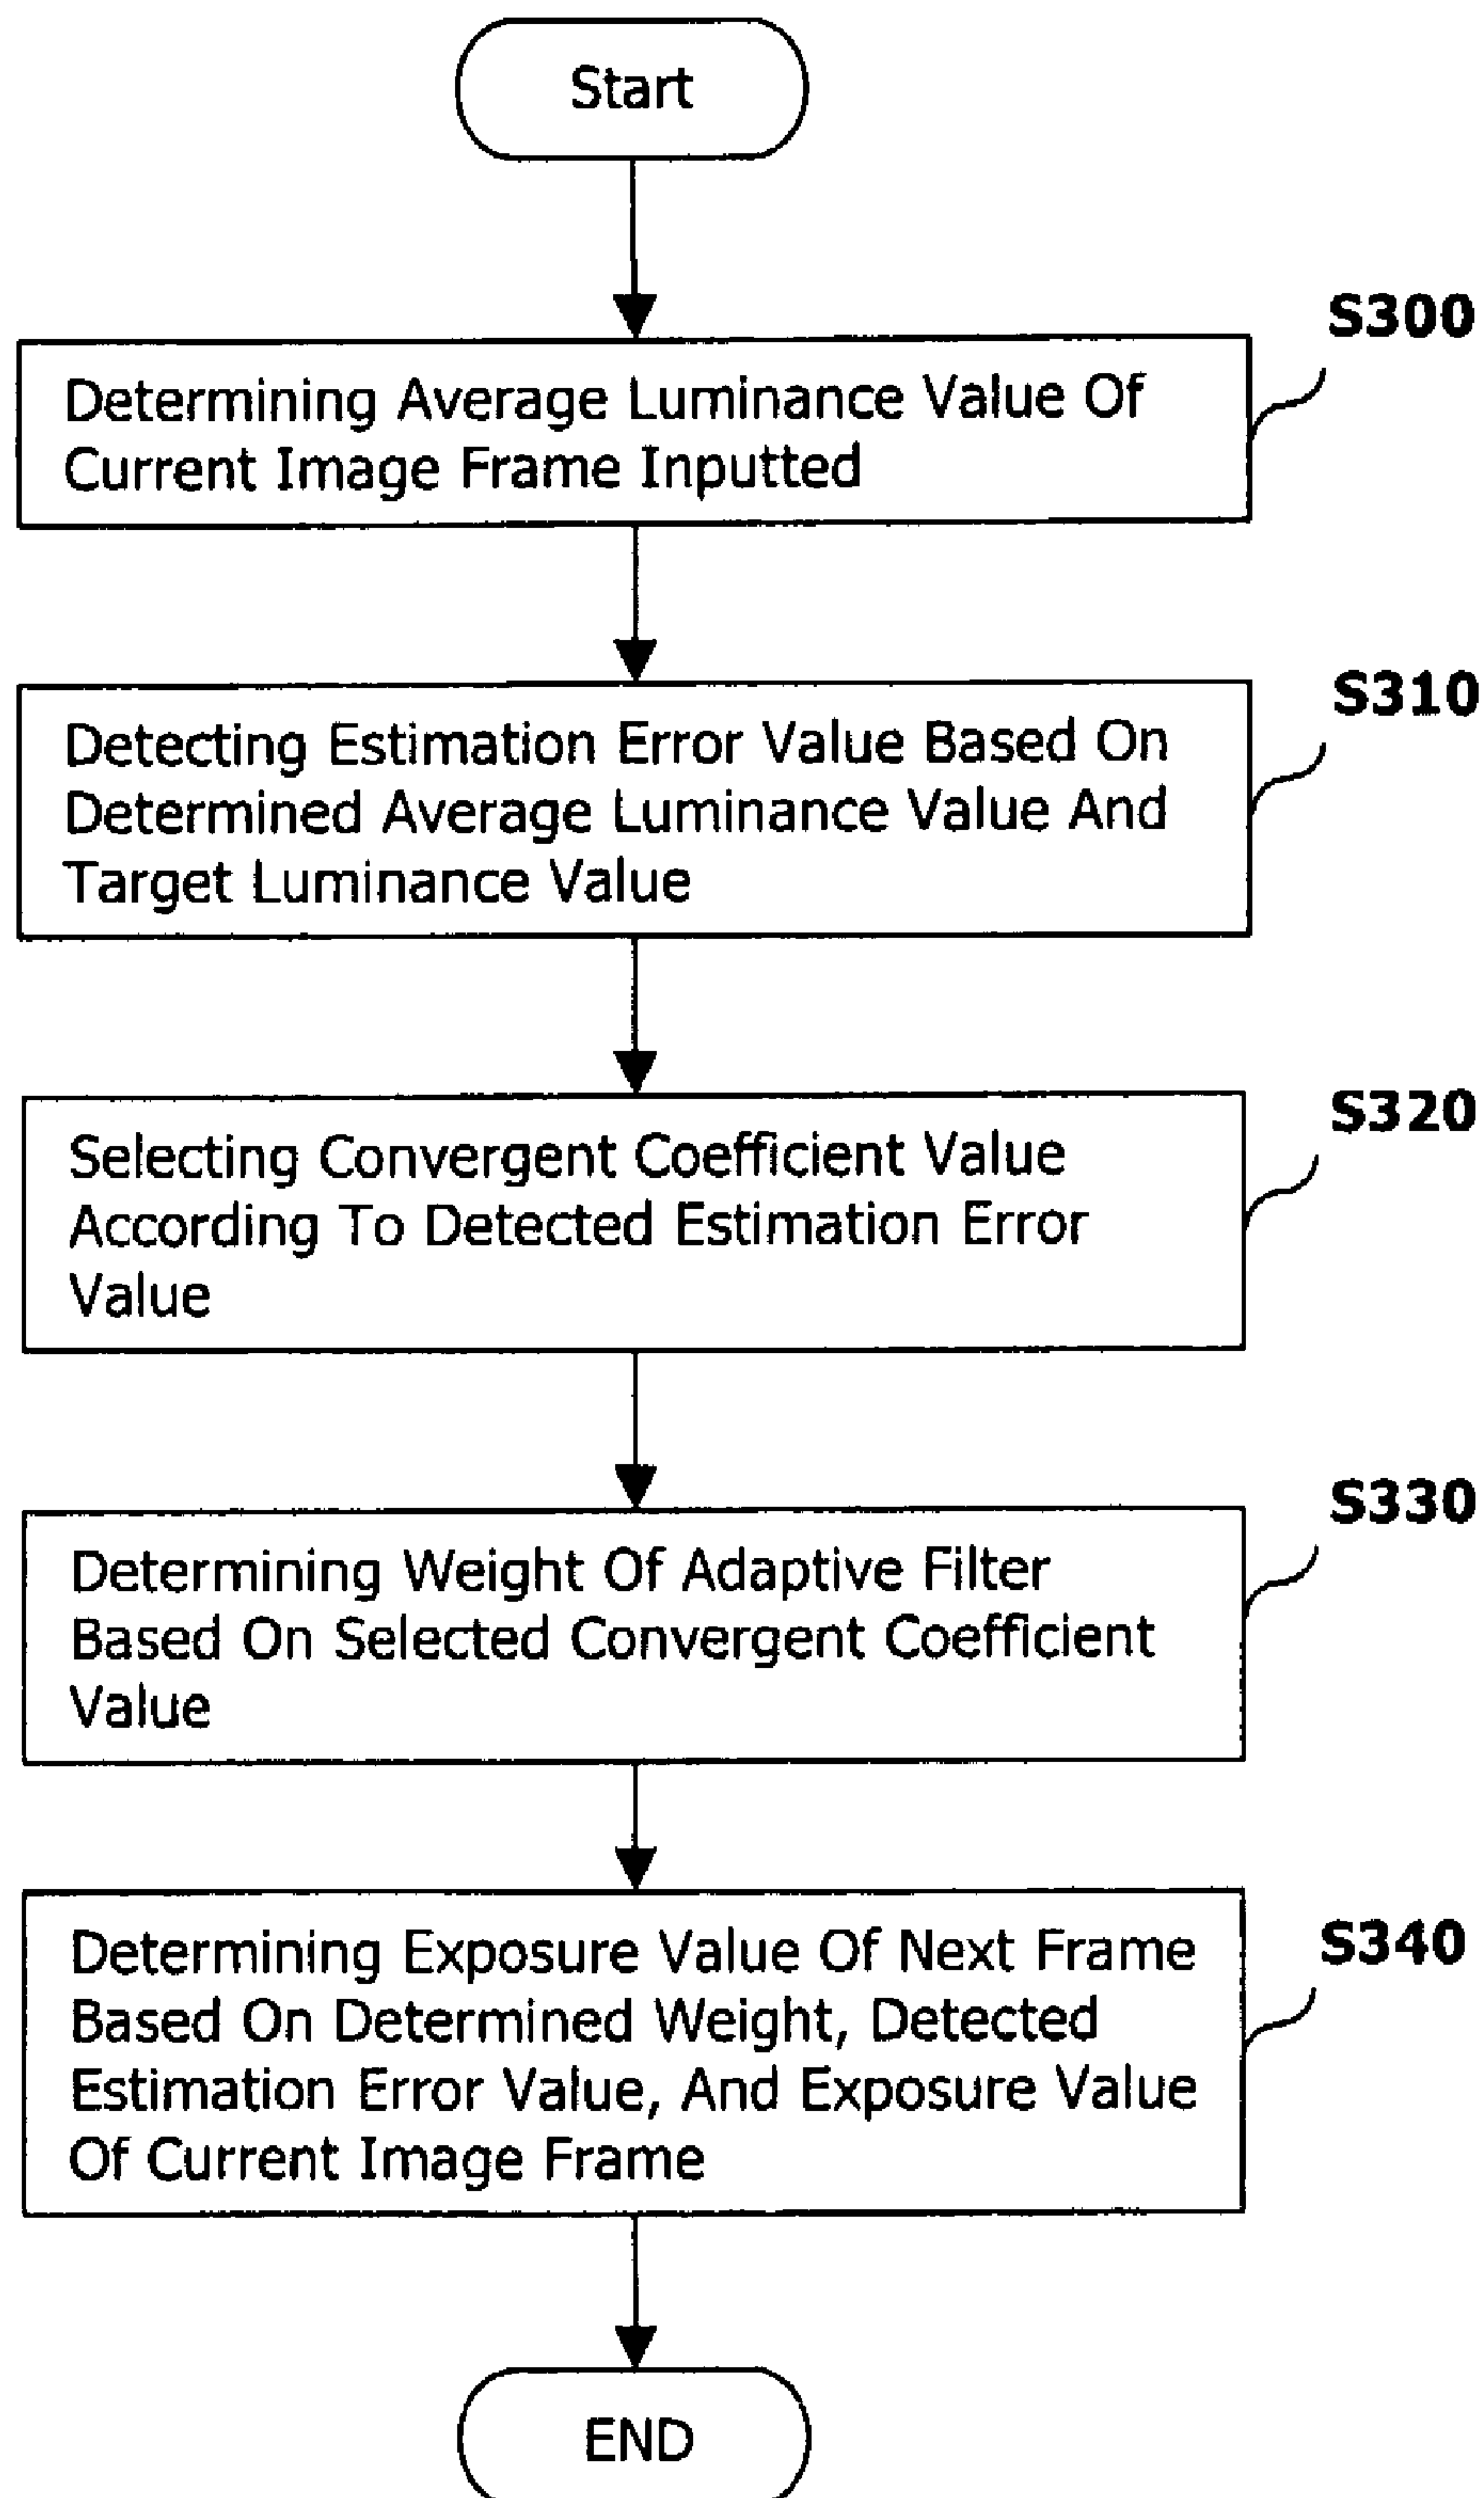 Start
S300
Determining Average Luminance Value Of
Current Image Frame Inputted
S310
Detecting Estimation Error Value Based On
Determined Average Luminance Value And
Target Luminance Value
S320
Selecting Convergent Coefficient Value
According To Detected Estimation Error
Value
S330
Determining Weight Of Adaptive Filter
Based On Selected Convergent Coefficient
Value
S340
Determining Exposure Value Of Next Frame
Based On Determined Weight, Detected
Estimation Error Value, And Exposure Value
Of Current Image Frame
END